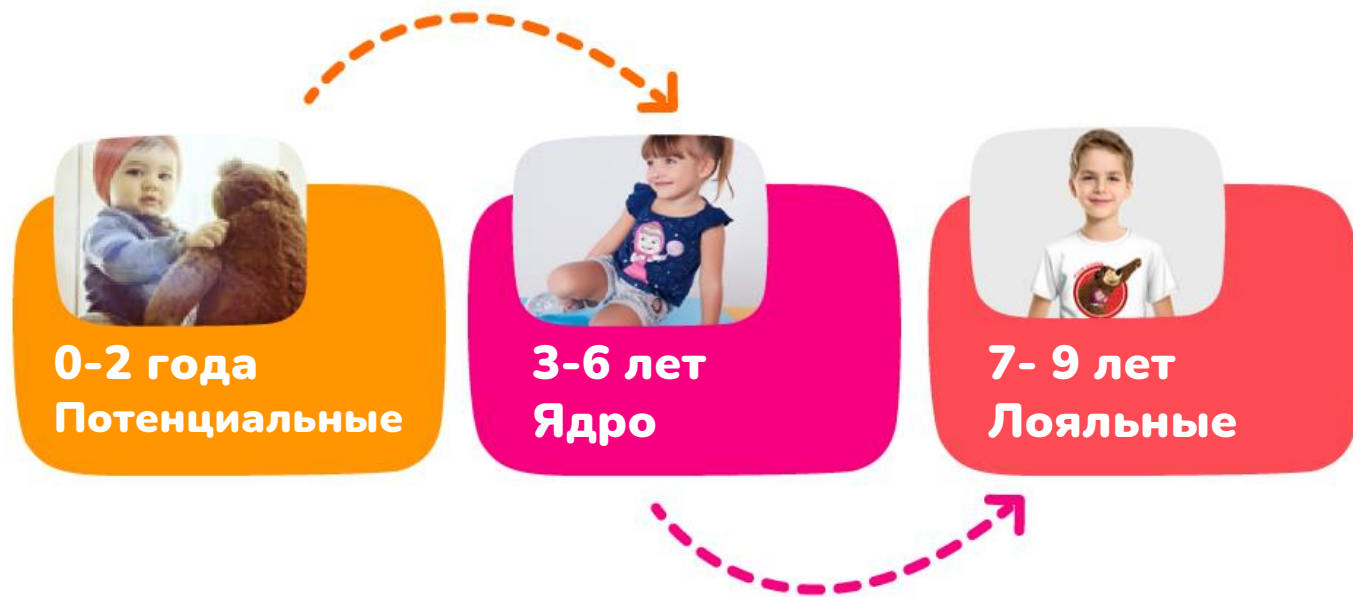 0-2 года
Потенциальные
3-6 лет
Ядро
7- 9 лет
Лояльные